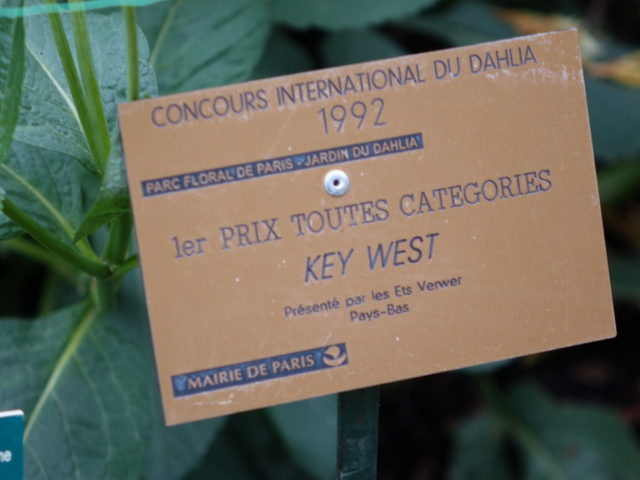 CONCOURS INTERNATIONAL DU DAHLIA
1992
PARC FLORAL DE PARIS - JARDIN DU DAHLIA
1er PRIX TOUTES CATEGORIES
KEY WEST
Présenté par les Ets Verwer
Pays-Bas
MAIRIE DE PARIS